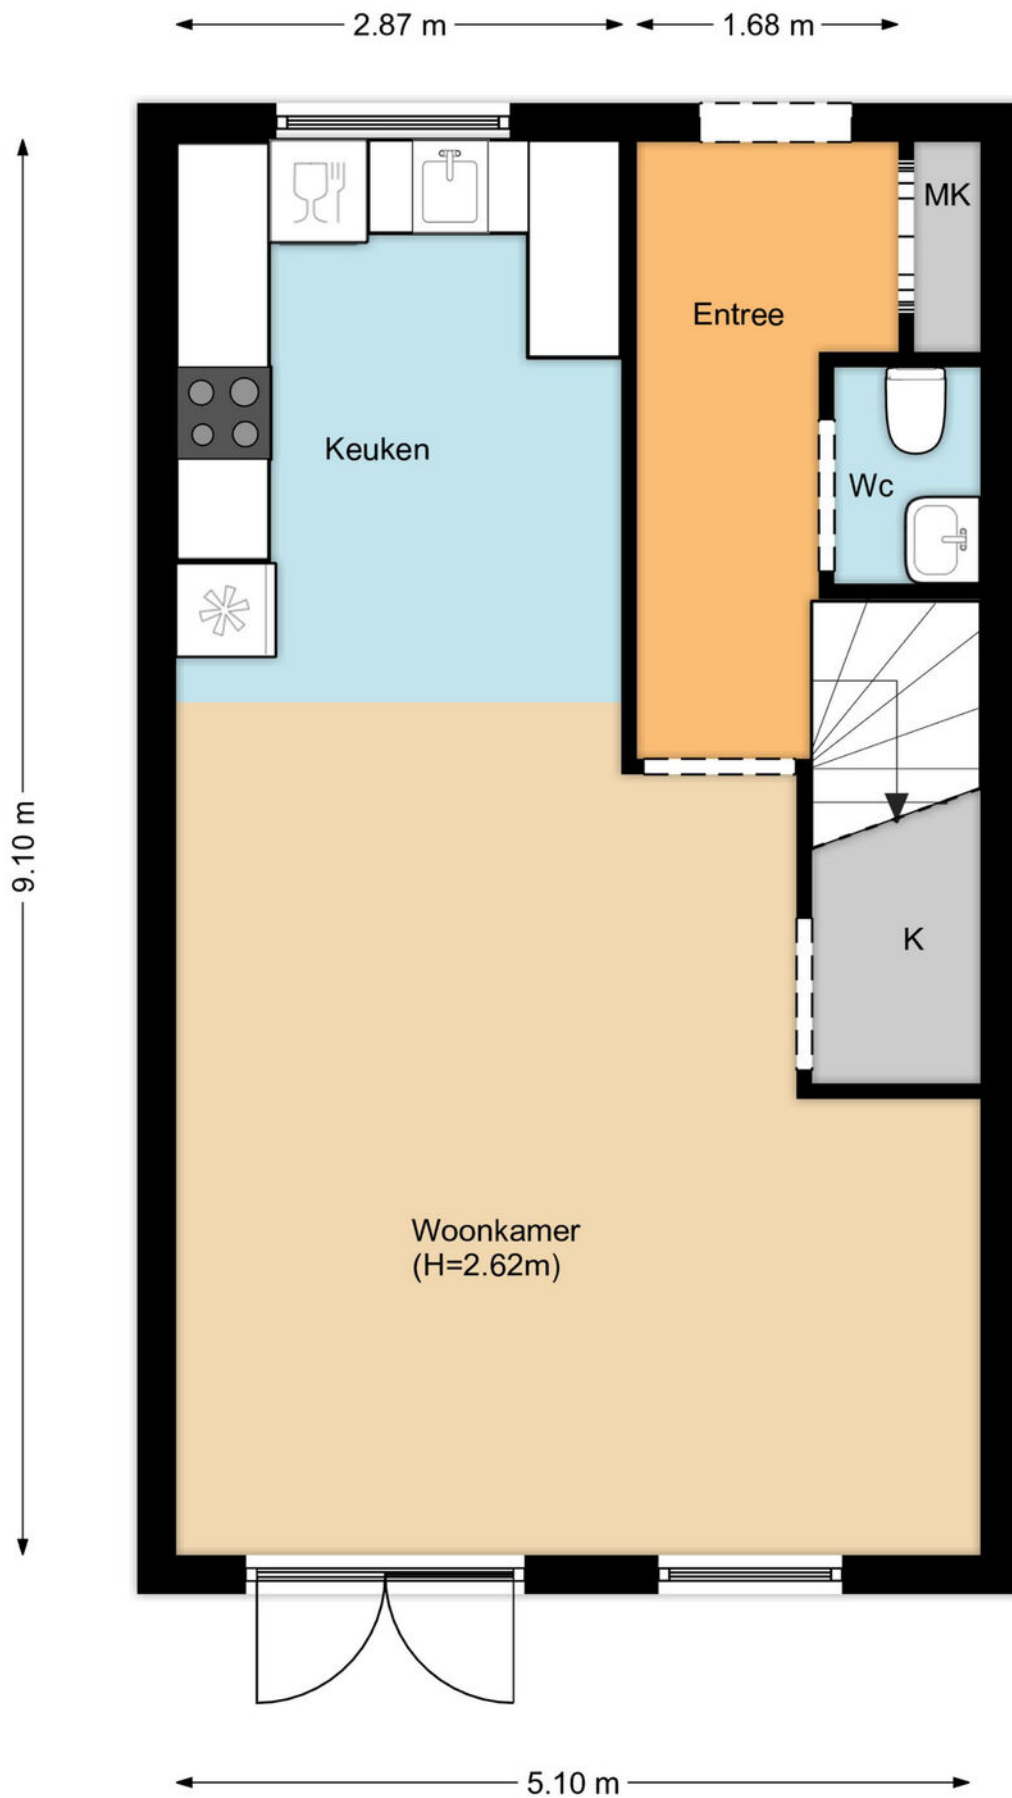 2.87 m
1.68 m
MK
Entree
Keuken
Wc
9.10 m
K
Woonkamer
(H=2.62m)
5.10 m